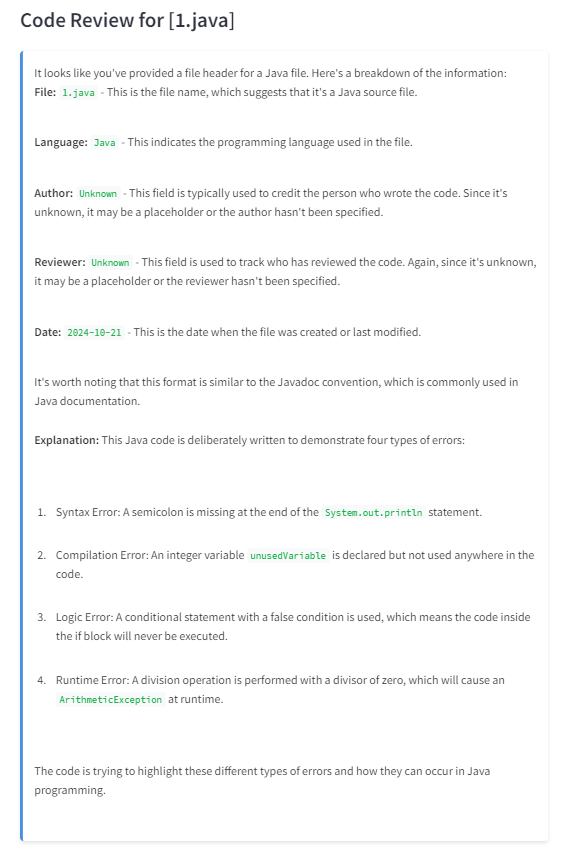 Code Review for [1.java]
It looks like you've provided a file header for a Java file. Here's a breakdown of the information:
File: 1.java - This is the file name, which suggests that it's a Java source file.
Language: Java - This indicates the programming language used in the file.
Author: Unknown - This field is typically used to credit the person who wrote the code. Since it's
unknown, it may be a placeholder or the author hasn't been specified.
Reviewer: Unknown - This field is used to track who has reviewed the code. Again, since it's unknown,
it may be a placeholder or the reviewer hasn't been specified.
Date: 2024-10-21 - This is the date when the file was created or last modified.
It's worth noting that this format is similar to the Javadoc convention, which is commonly used in
Java documentation.
Explanation: This Java code is deliberately written to demonstrate four types of errors:
1. Syntax Error: A semicolon is missing at the end of the System.out.println statement.
2. Compilation Error: An integer variable unusedVariable is declared but not used anywhere in the
code.
3. Logic Error: A conditional statement with a false condition is used, which means the code inside
the if block will never be executed.
4. Runtime Error: A division operation is performed with a divisor of zero, which will cause an
ArithmeticException at runtime.
The code is trying to highlight these different types of errors and how they can occur in Java
programming.